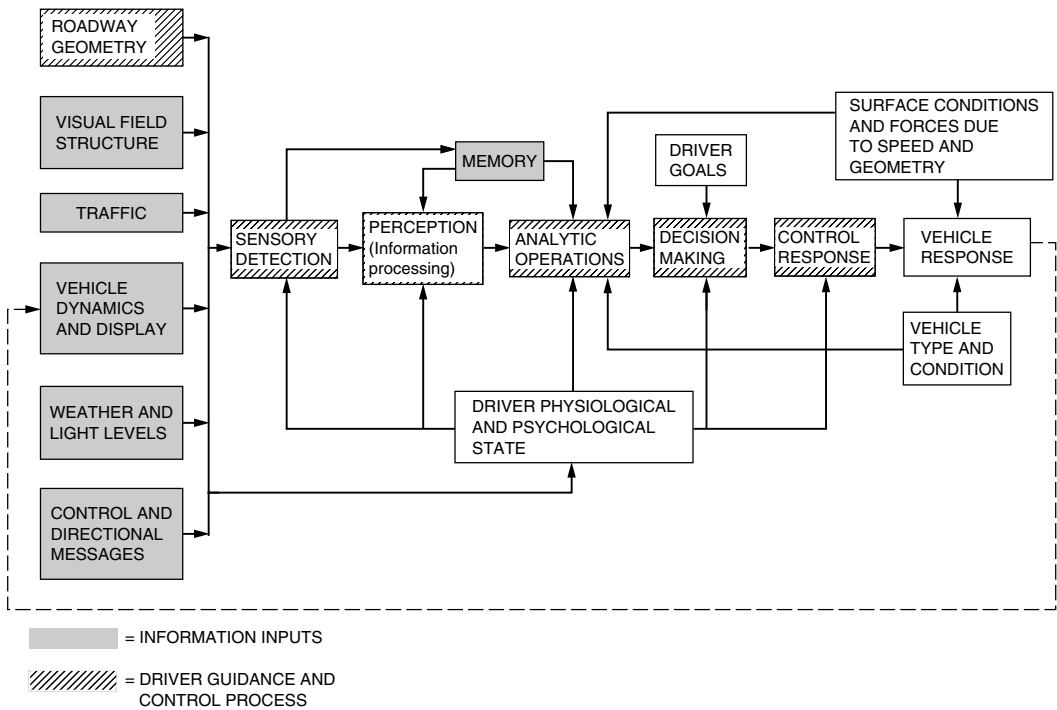 ROADWAY
GEOMETRY
VISUAL FIELD
STRUCTURE
TRAFFIC
VEHICLE
DYNAMICS
AND DISPLAY
WEATHER AND
LIGHT LEVELS
CONTROL AND
DIRECTIONAL
MESSAGES
SENSORY
DETECTION
MEMORY
PERCEPTION
(Information
processing)
ANALYTIC
OPERATIONS
DRIVER
GOALS
DECISION
MAKING
CONTROL
RESPONSE
SURFACE CONDITIONS
AND FORCES DUE
TO SPEED AND
GEOMETRY
VEHICLE
RESPONSE
VEHICLE
TYPE AND
CONDITION
DRIVER PHYSIOLOGICAL
AND PSYCHOLOGICAL
STATE
= INFORMATION INPUTS
= DRIVER GUIDANCE AND
CONTROL PROCESS